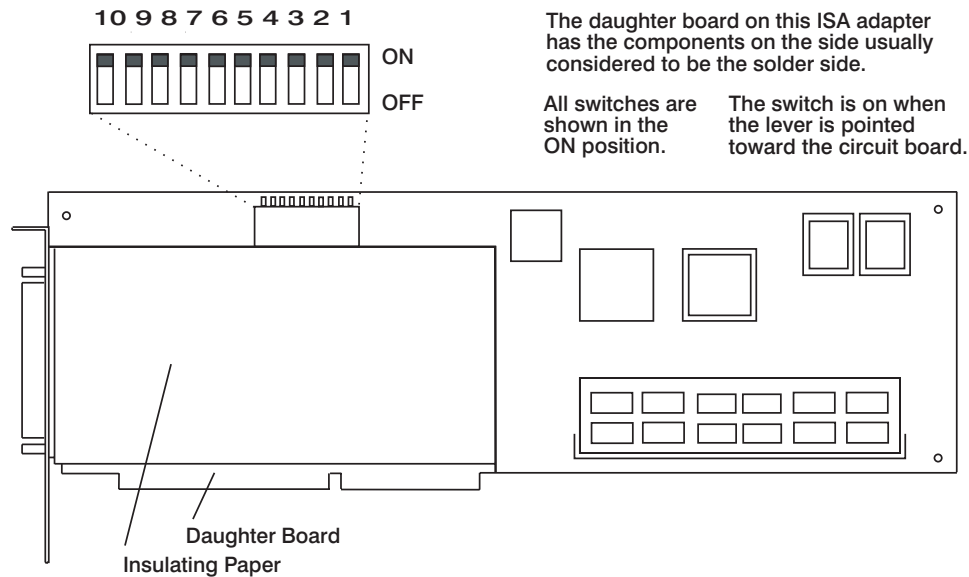 10 9 8 7 6 5 4 3 2 1
ON
OFF
The daughter board on this ISA adapter
has the components on the side usually
considered to be the solder side.
All switches are
shown in the
ON position.
The switch is on when
the lever is pointed
toward the circuit board.
Daughter Board
Insulating Paper